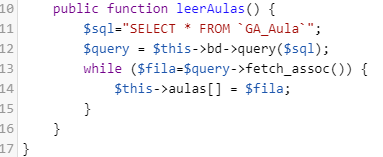 10 public function leerAulas() {
11 $sql="SELECT * FROM `GA_Aula`";
12 $query = $this->bd->query($sql);
13 while ($fila=$query->fetch_assoc()) {
14 $this->aulas[] = $fila;
15 }
16 }
17 }